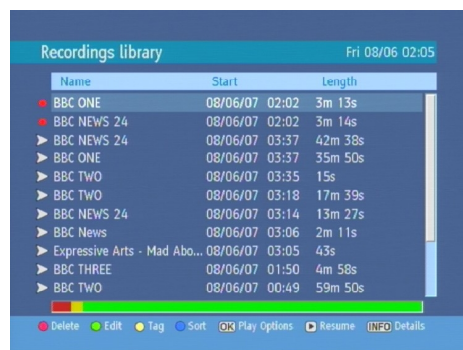 Recordings library Fri 08/06 02:05
Name Start Length
BBC ONE 08/06/07 02:02 3m 13s
BBC NEWS 24 08/06/07 02:02 3m 14s
BBC NEWS 24 08/06/07 03:37 42m 38s
BBC ONE 08/06/07 03:37 35m 50s
BBC TWO 08/06/07 03:35 15s
BBC TWO 08/06/07 03:18 17m 39s
BBC NEWS 24 08/06/07 03:14 13m 27s
BBC News 08/06/07 03:06 2m 11s
Expressive Arts - Mad Abo... 08/06/07 03:05 43s
BBC THREE 08/06/07 01:50 4m 58s
BBC TWO 08/06/07 00:49 59m 50s
Delete Edit Tag Sort OK Play Options Resume INFO Details